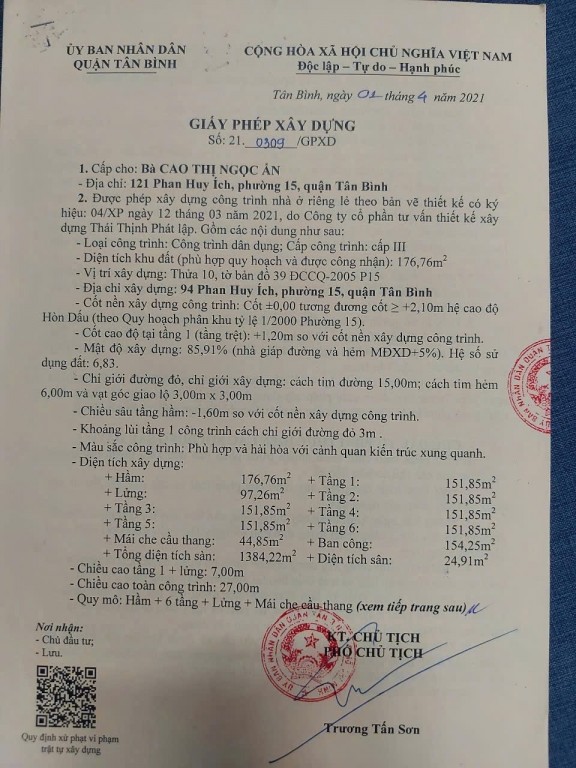 ỦY BAN NHÂN DÂN
QUẬN TÂN BÌNH
CỘNG HÒA XÃ HỘI CHỦ NGHĨA VIỆT NAM
Độc lập – Tự do – Hạnh phúc
Tân Bình, ngày 01 tháng 4 năm 2021
GIẤY PHÉP XÂY DỰNG
Số: 21. 0309 /GPXD
1. Cấp cho: Bà CAO THỊ NGỌC ẨN
- Địa chỉ: 121 Phan Huy Ích, phường 15, quận Tân Bình
2. Được phép xây dựng công trình nhà ở riêng lẻ theo bản vẽ thiết kế có ký
hiệu: 04/XP ngày 12 tháng 03 năm 2021, do Công ty cổ phần tư vấn thiết kế xây
dựng Thái Thịnh Phát lập. Gồm các nội dung như sau:
- Loại công trình: Công trình dân dụng; Cấp công trình: cấp III
- Diện tích khu đất (phù hợp quy hoạch và được công nhận): 176,76m²
- Vị trí xây dựng: Thửa 10, tờ bản đồ 39 ĐCCQ-2005 P15
- Địa chỉ xây dựng: 94 Phan Huy Ích, phường 15, quận Tân Bình
- Cốt nền xây dựng công trình: Cốt ±0,00 tương đương cốt ≥ +2,10m hệ cao độ
Hòn Dấu (theo Quy hoạch phân khu tỷ lệ 1/2000 Phường 15).
- Cốt cao độ tại tầng 1 (tầng trệt): +1,20m so với cốt nền xây dựng công trình.
- Mật độ xây dựng: 85,91% (nhà giáp đường và hẻm MĐXD+5%). Hệ số sử
dụng đất: 6,83.
- Chỉ giới đường đỏ, chỉ giới xây dựng: cách tim đường 15,00m; cách tim hẻm
6,00m và vạt góc giao lộ 3,00m x 3,00m
- Chiều sâu tầng hầm: -1,60m so với cốt nền xây dựng công trình.
- Khoảng lùi tầng 1 công trình cách chỉ giới đường đỏ 3m .
- Màu sắc công trình: Phù hợp và hài hòa với cảnh quan kiến trúc xung quanh.
- Diện tích xây dựng:
+ Hầm: 176,76m² + Tầng 1: 151,85m²
+ Lửng: 97,26m² + Tầng 2: 151,85m²
+ Tầng 3: 151,85m² + Tầng 4: 151,85m²
+ Tầng 5: 151,85m² + Tầng 6: 151,85m²
+ Mái che cầu thang: 44,85m² + Ban công: 154,25m²
+ Tổng diện tích sàn: 1384,22m² + Diện tích sân: 24,91m²
- Chiều cao tầng 1 + lửng: 7,00m
- Chiều cao toàn công trình: 27,00m
- Quy mô: Hầm + 6 tầng + Lửng + Mái che cầu thang (xem tiếp trang sau)
Nơi nhận:
- Chủ đầu tư;
- Lưu.
KT. CHỦ TỊCH
PHÓ CHỦ TỊCH
Trương Tấn Sơn
Quy định xử phạt vi phạm
trật tự xây dựng